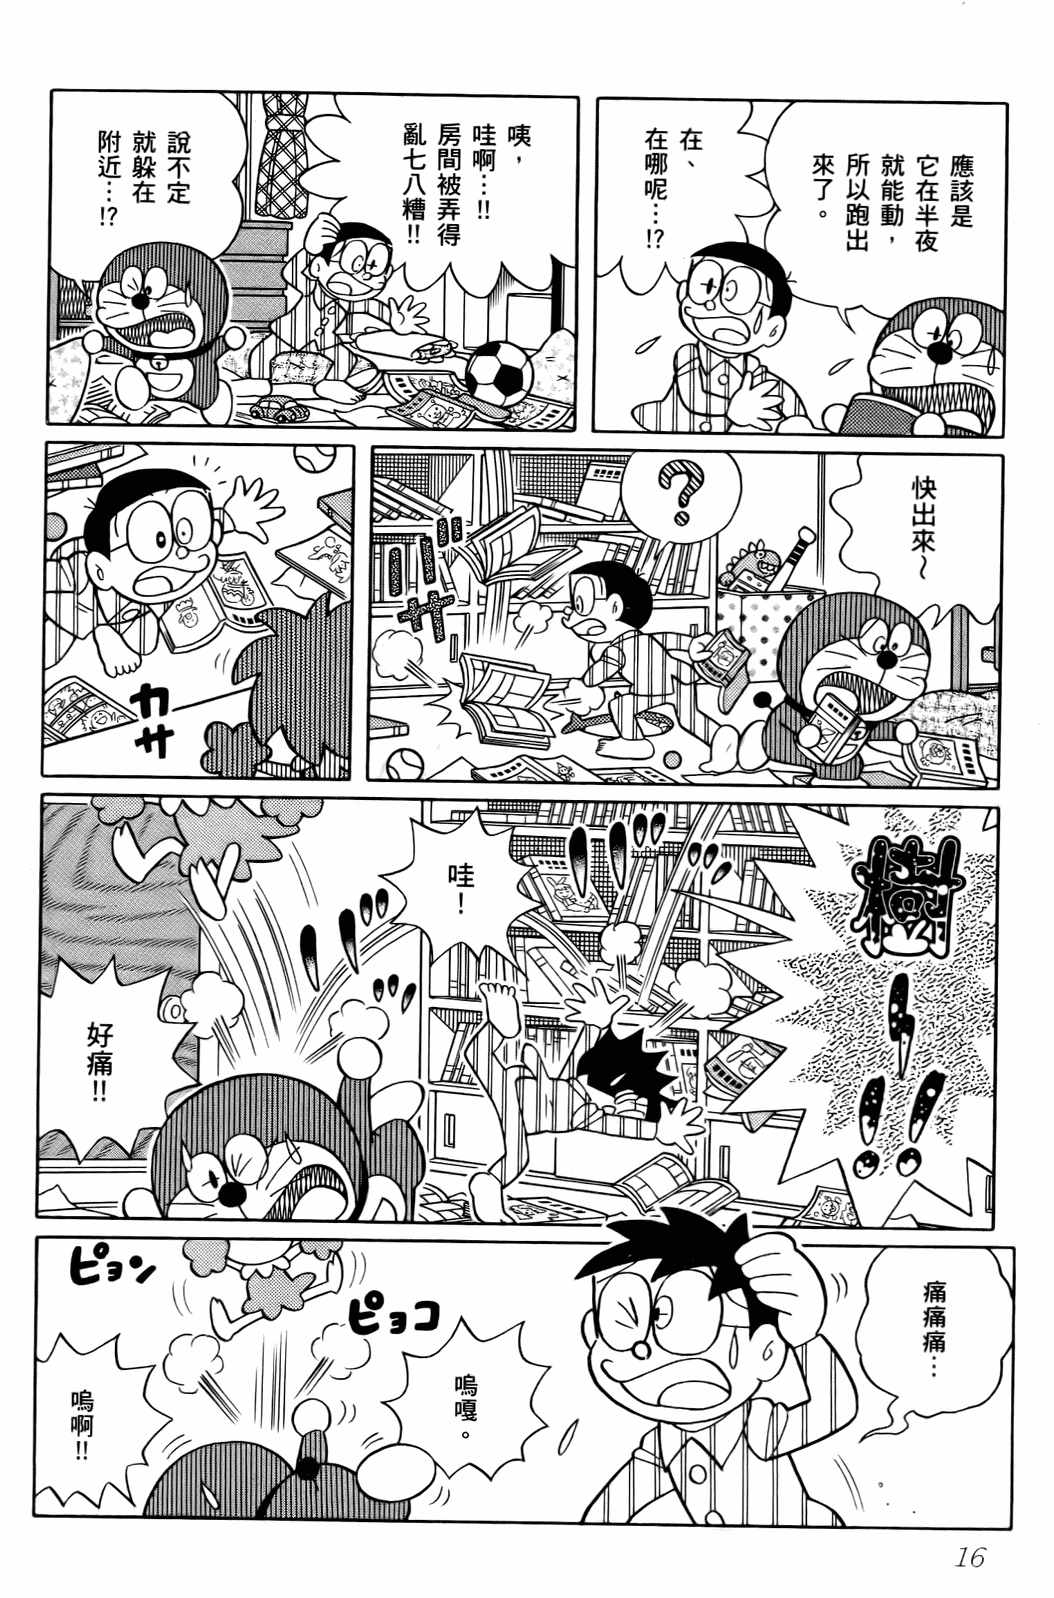 應該是
它在半夜
就能動，
所以跑出
來了。
在、
在哪呢…!?
咦，
哇啊…!!
房間被弄得
亂七八糟!!
說不定
就躲在
附近…!?
快出來～
?
ガサ
樹！!!
哇！
好痛!!
痛痛痛…
嗚嘎。
ピョコ
ピョン
嗚啊!!
16